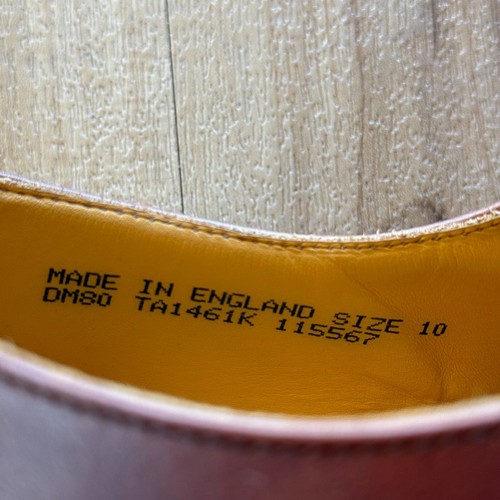 MADE IN ENGLAND SIZE 10
DM80 TA1461K 115567